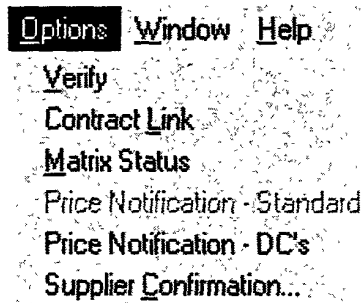 Options Window Help
Verify
Contract Link
Matrix Status
Price Notification - Standard
Price Notification - DC's
Supplier Confirmation...